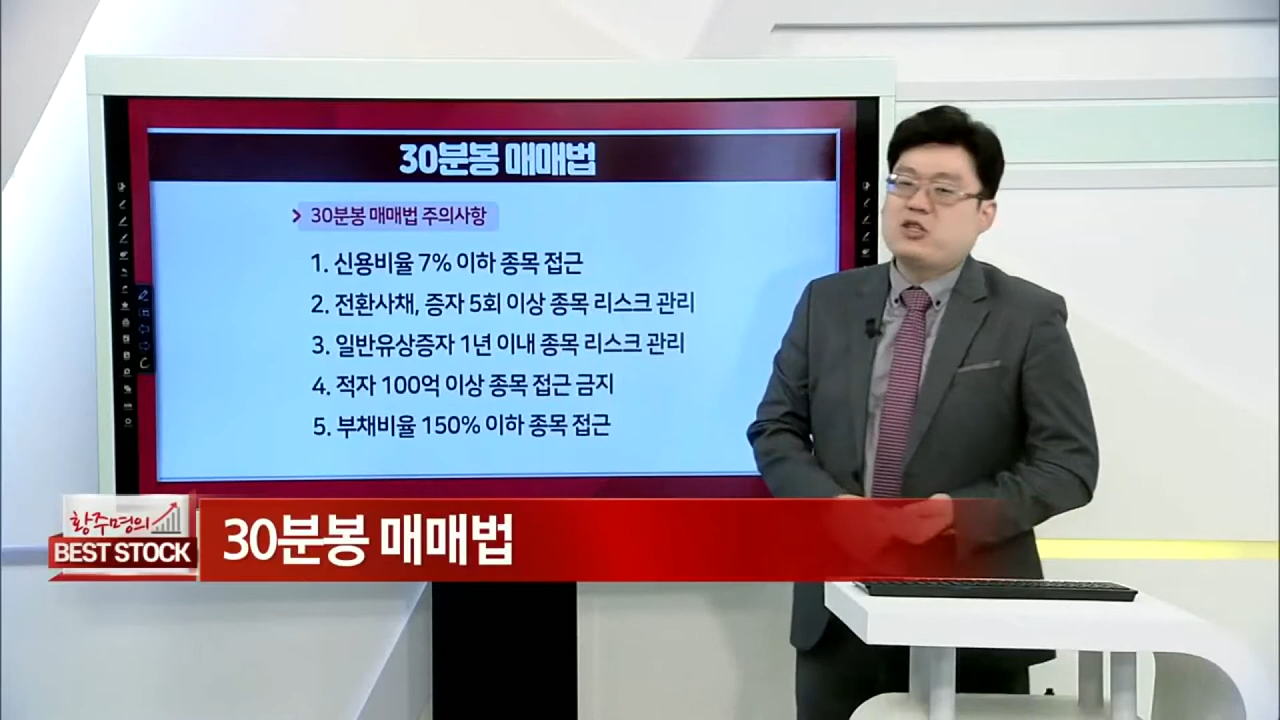 30분봉 매매법
30분봉 매매법 주의사항
1. 신용비율 7% 이하 종목 접근
2. 전환사채, 증자 5회 이상 종목 리스크 관리
3. 일반유상증자 1년 이내 종목 리스크 관리
4. 적자 100억 이상 종목 접근 금지
5. 부채비율 150% 이하 종목 접근
황주명의
BEST STOCK
30분봉 매매법